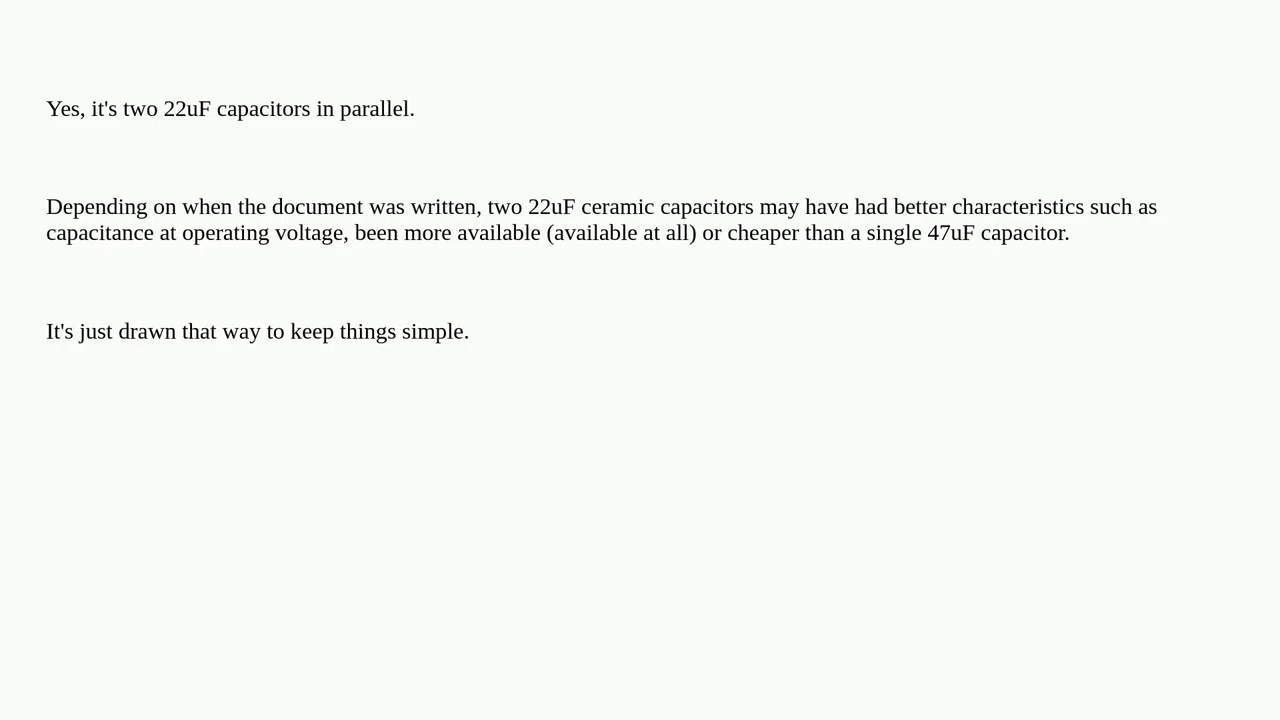 Yes, it's two 22uF capacitors in parallel.
Depending on when the document was written, two 22uF ceramic capacitors may have had better characteristics such as
capacitance at operating voltage, been more available (available at all) or cheaper than a single 47uF capacitor.
It's just drawn that way to keep things simple.